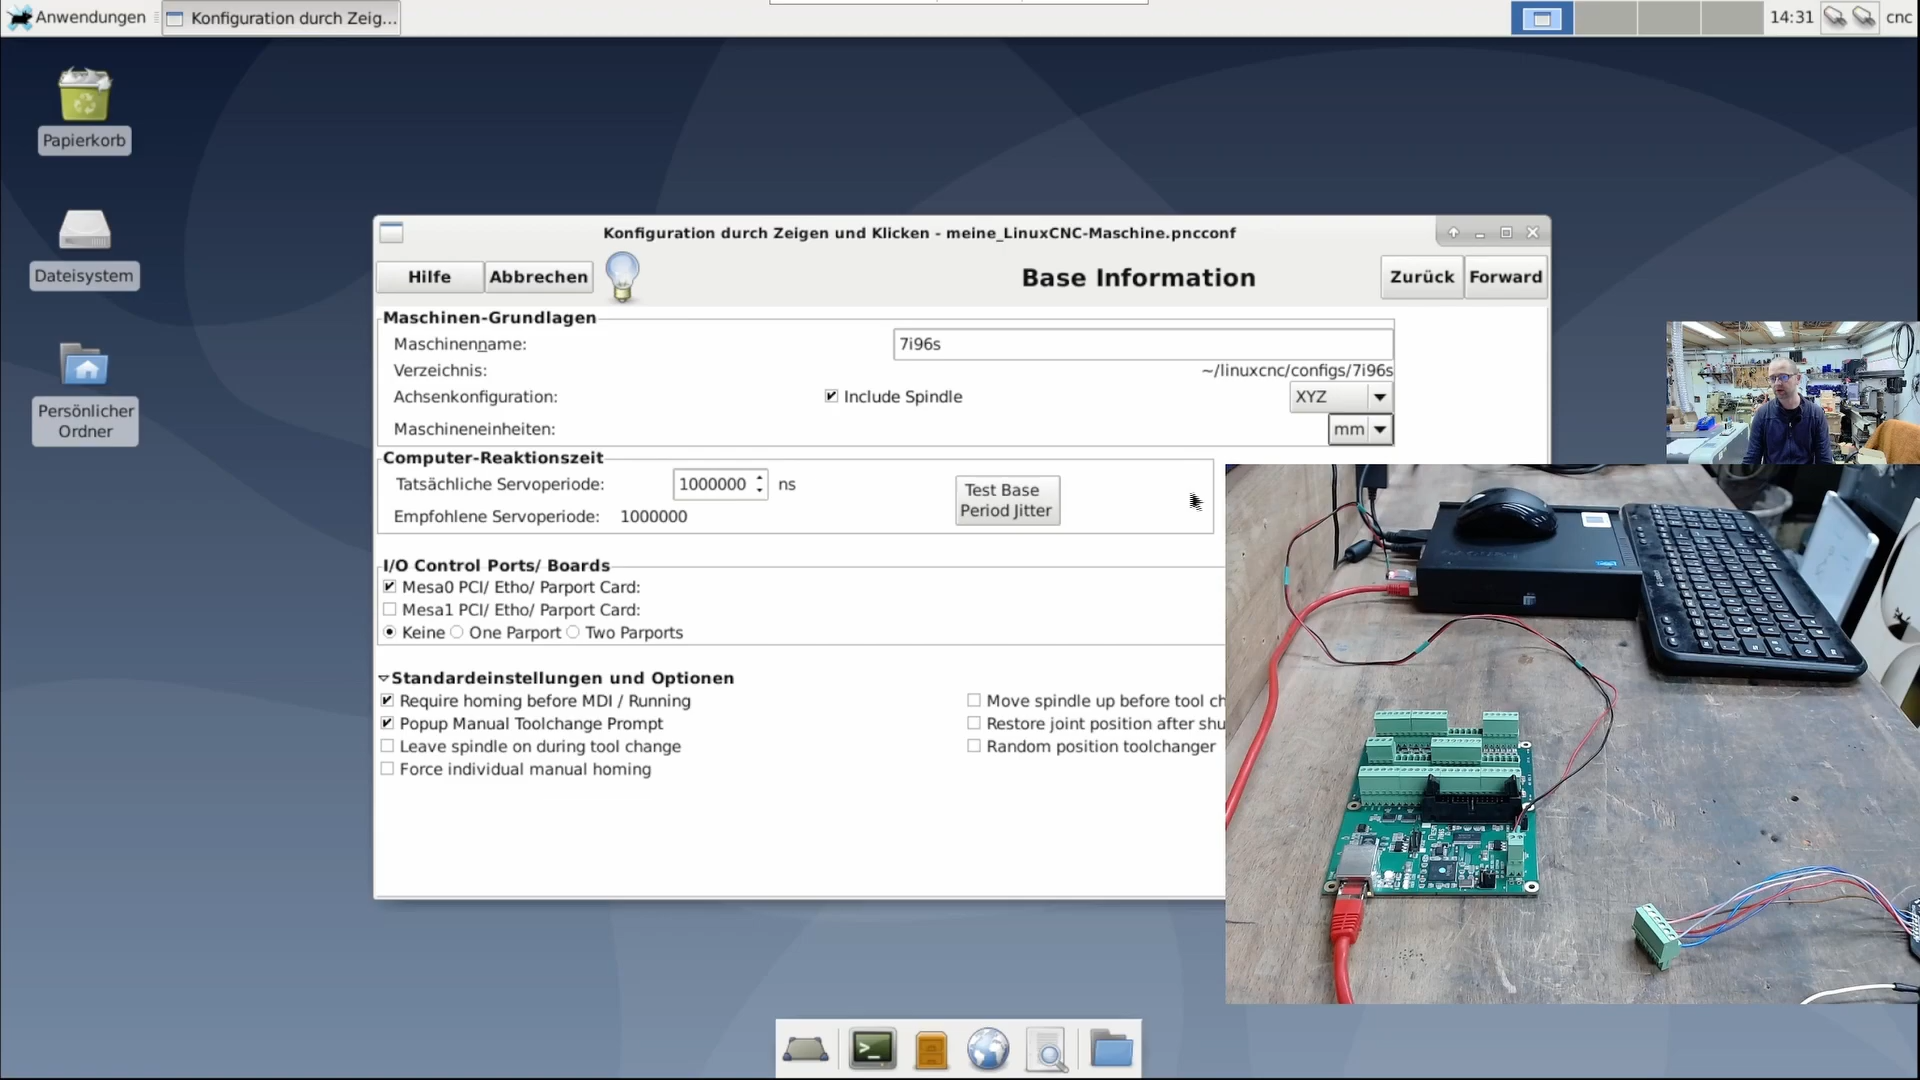 Anwendungen
Konfiguration durch Zeig...
14:31
cnc
Papierkorb
Dateisystem
Persönlicher
Ordner
Konfiguration durch Zeigen und Klicken - meine_LinuxCNC-Maschine.pncconf
Hilfe
Abbrechen
Base Information
Zurück
Forward
Maschinen-Grundlagen
Maschinenname:
7i96s
Verzeichnis:
~/linuxcnc/configs/7i96s
Achsenkonfiguration:
Include Spindle
XYZ
Maschineneinheiten:
mm
Computer-Reaktionszeit
Tatsächliche Servoperiode:
1000000
ns
Test Base
Period Jitter
Empfohlene Servoperiode:
1000000
I/O Control Ports/ Boards
Mesa0 PCI/ Etho/ Parport Card:
Mesa1 PCI/ Etho/ Parport Card:
Keine
One Parport
Two Parports
Standardeinstellungen und Optionen
Require homing before MDI / Running
Move spindle up before tool ch
Popup Manual Toolchange Prompt
Restore joint position after shu
Leave spindle on during tool change
Random position toolchanger
Force individual manual homing